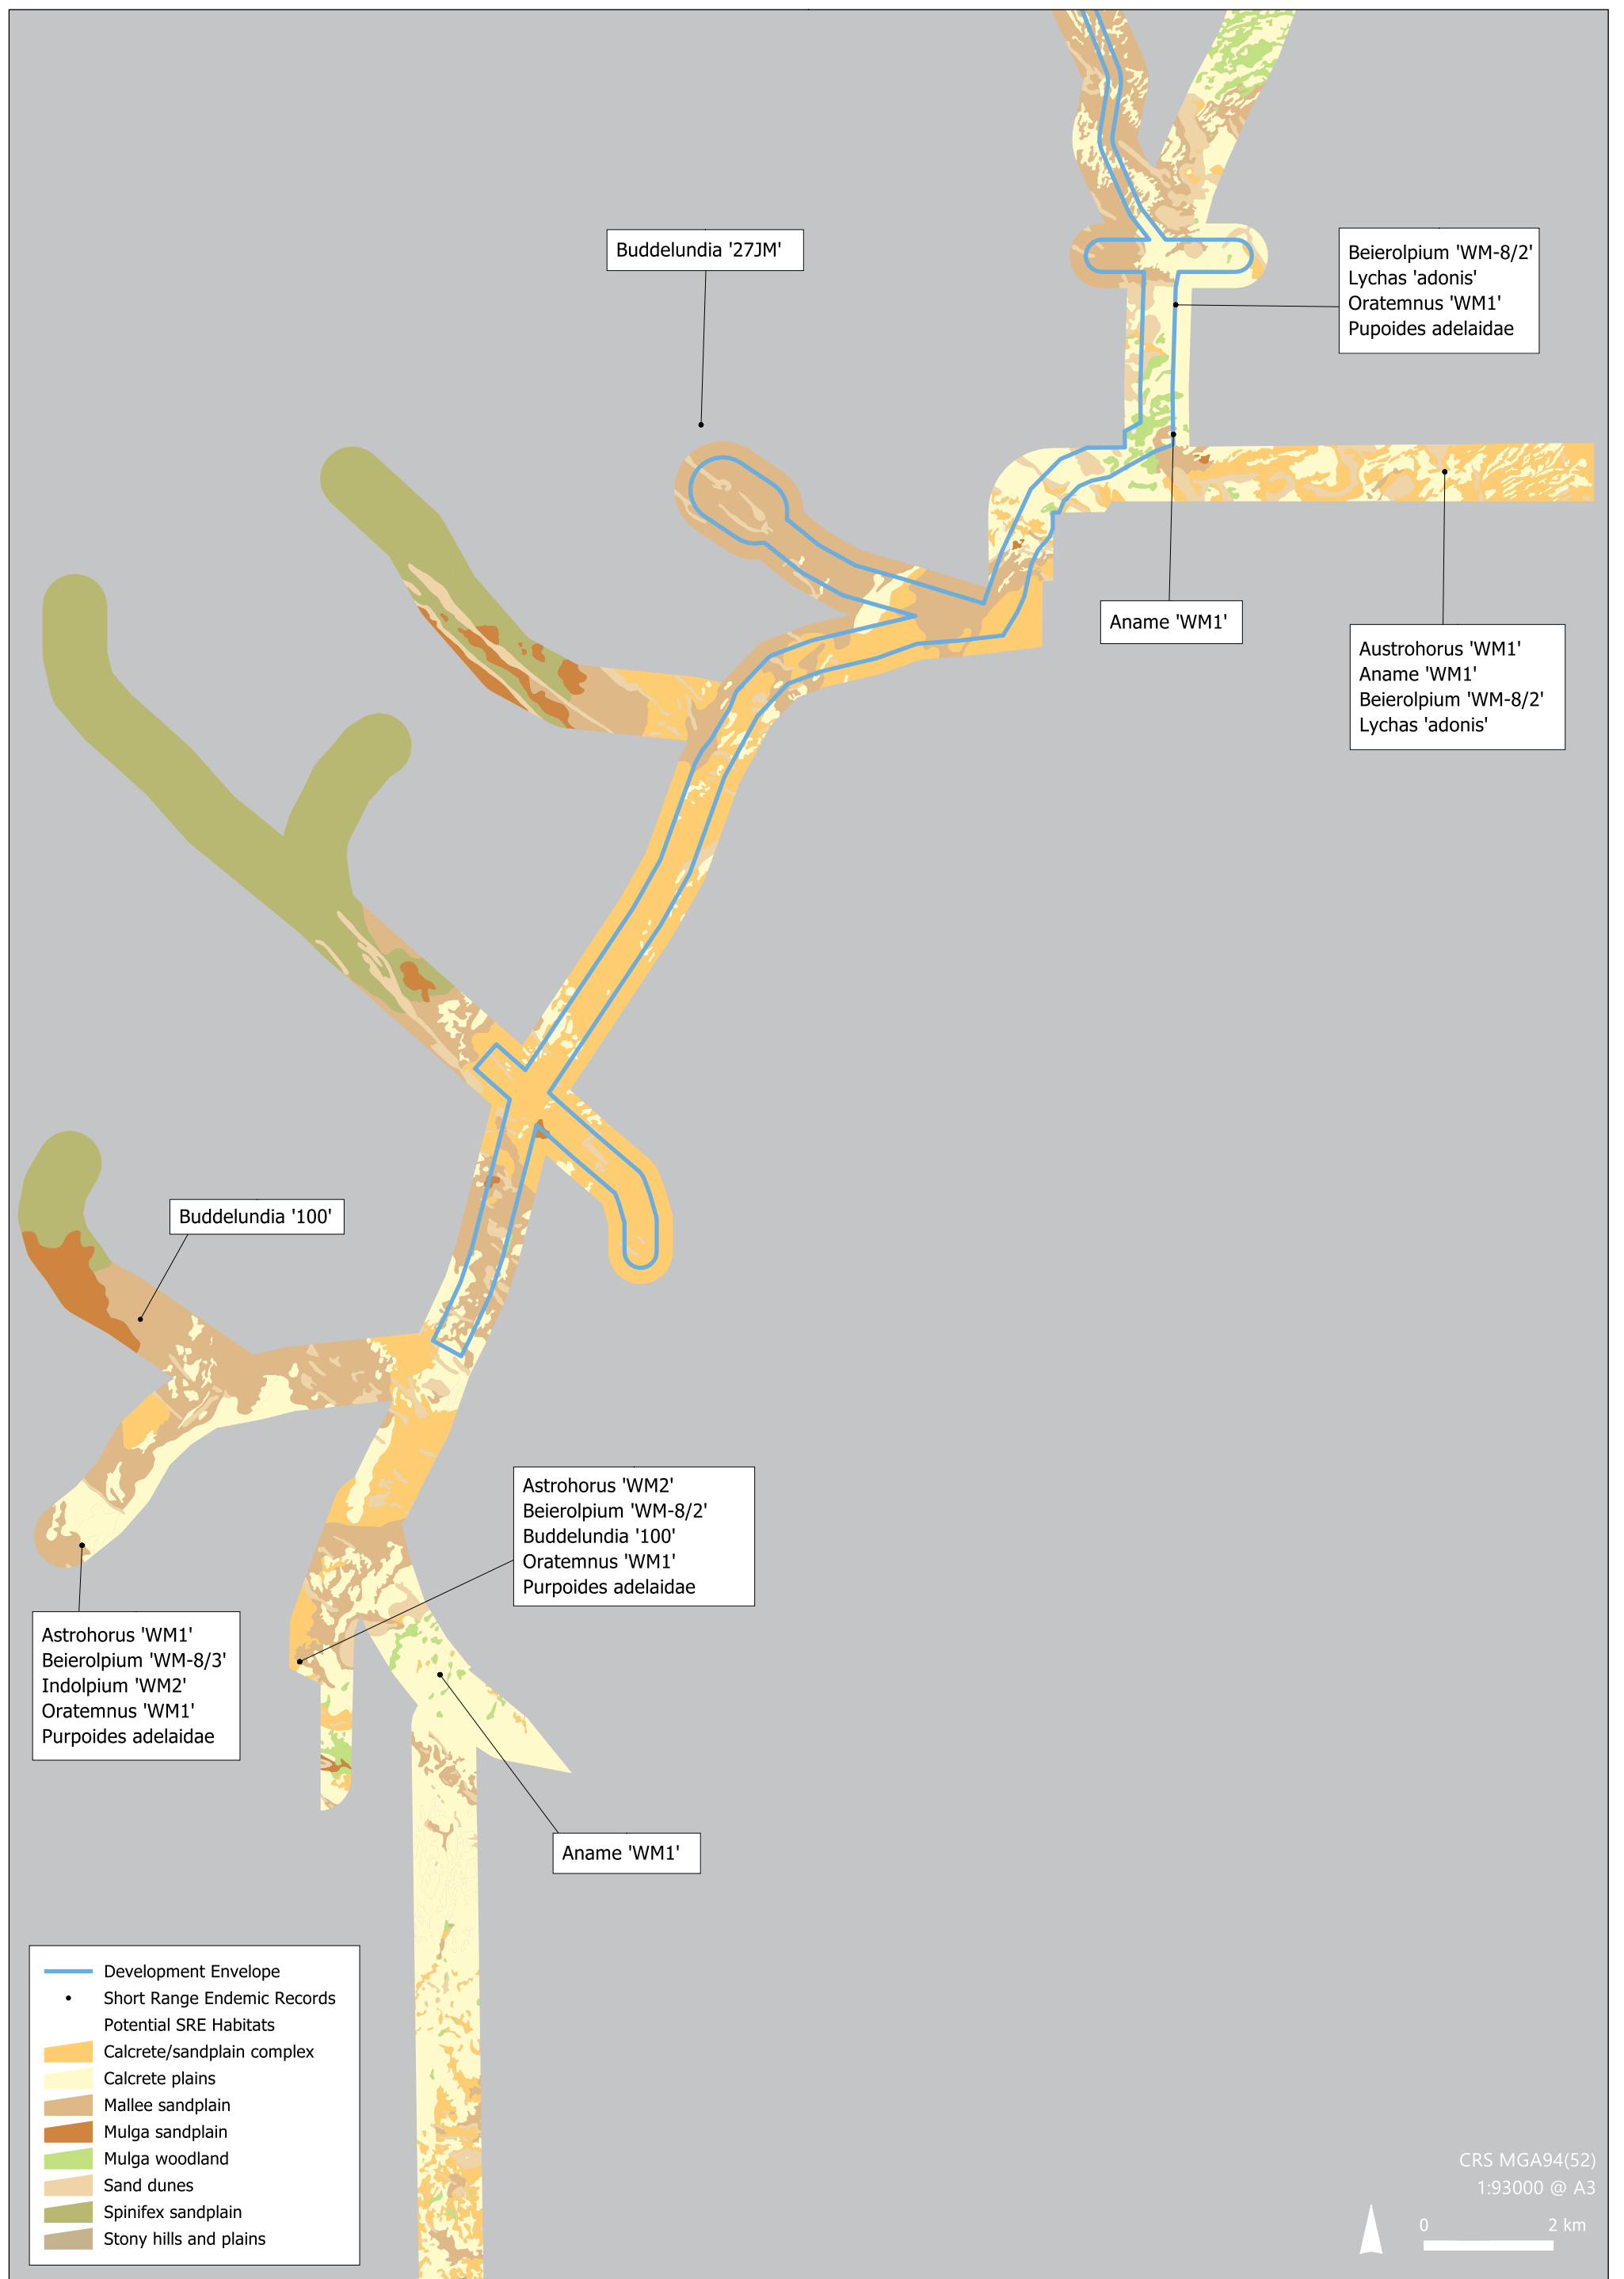 Buddelundia '27JM'
Beierolpium 'WM-8/2'
Lychas 'adonis'
Oratemnus 'WM1'
Pupoides adelaidae
Aname 'WM1'
Austrohorus 'WM1'
Aname 'WM1'
Beierolpium 'WM-8/2'
Lychas 'adonis'
Buddelundia '100'
Astrohorus 'WM2'
Beierolpium 'WM-8/2'
Buddelundia '100'
Oratemnus 'WM1'
Purpoides adelaidae
Astrohorus 'WM1'
Beierolpium 'WM-8/3'
Indolpium 'WM2'
Oratemnus 'WM1'
Purpoides adelaidae
Aname 'WM1'
Development Envelope
Short Range Endemic Records
Potential SRE Habitats
Calcrete/sandplain complex
Calcrete plains
Mallee sandplain
Mulga sandplain
Mulga woodland
Sand dunes
Spinifex sandplain
Stony hills and plains
CRS MGA94(52)
1:93000 @ A3
0 2 km